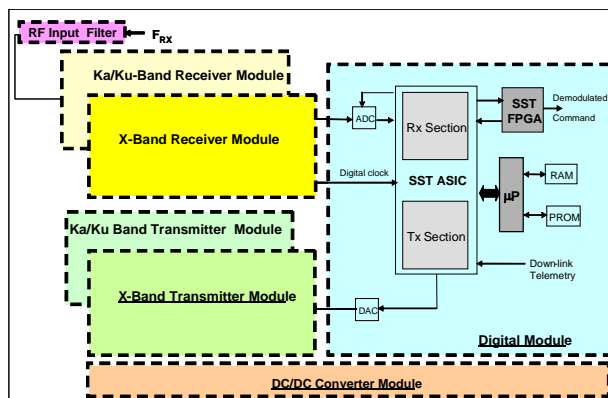 RF Input Filter
FRX
Ka/Ku-Band Receiver Module
X-Band Receiver Module
ADC
Rx Section
SST
FPGA
Demodulated
Command
Digital clock
SST ASIC
µP
RAM
PROM
Ka/Ku Band Transmitter Module
Tx Section
X-Band Transmitter Module
DAC
Down-link
Telemetry
Digital Module
DC/DC Converter Module